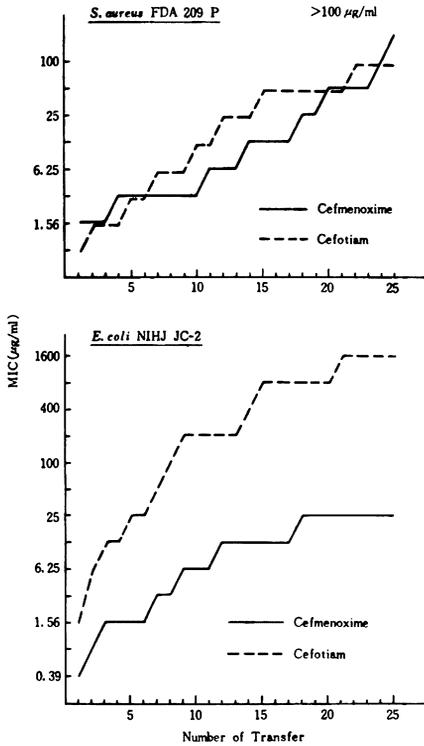 S. aureus FDA 209 P
>100 μg/ml
100
25
6.25
1.56
Cefmenoxime
Cefotiam
5 10 15 20 25
E. coli NIHJ JC-2
MIC (μg/ml)
1600
400
100
25
6.25
1.56
0.39
Cefmenoxime
Cefotiam
5 10 15 20 25
Number of Transfer